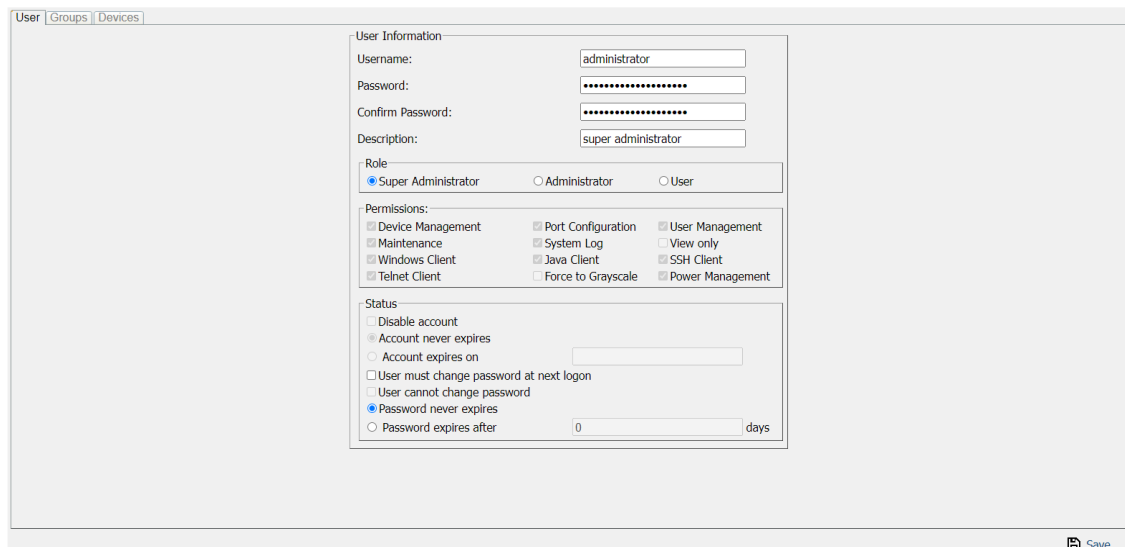 User Groups Devices
User Information
Username: administrator
Password: ••••••••••••••••••••
Confirm Password: ••••••••••••••••••••
Description: super administrator
Role
Super Administrator Administrator User
Permissions:
Device Management Port Configuration User Management
Maintenance System Log View only
Windows Client Java Client SSH Client
Telnet Client Force to Grayscale Power Management
Status
Disable account
Account never expires
Account expires on
User must change password at next logon
User cannot change password
Password never expires
Password expires after 0 days
Save